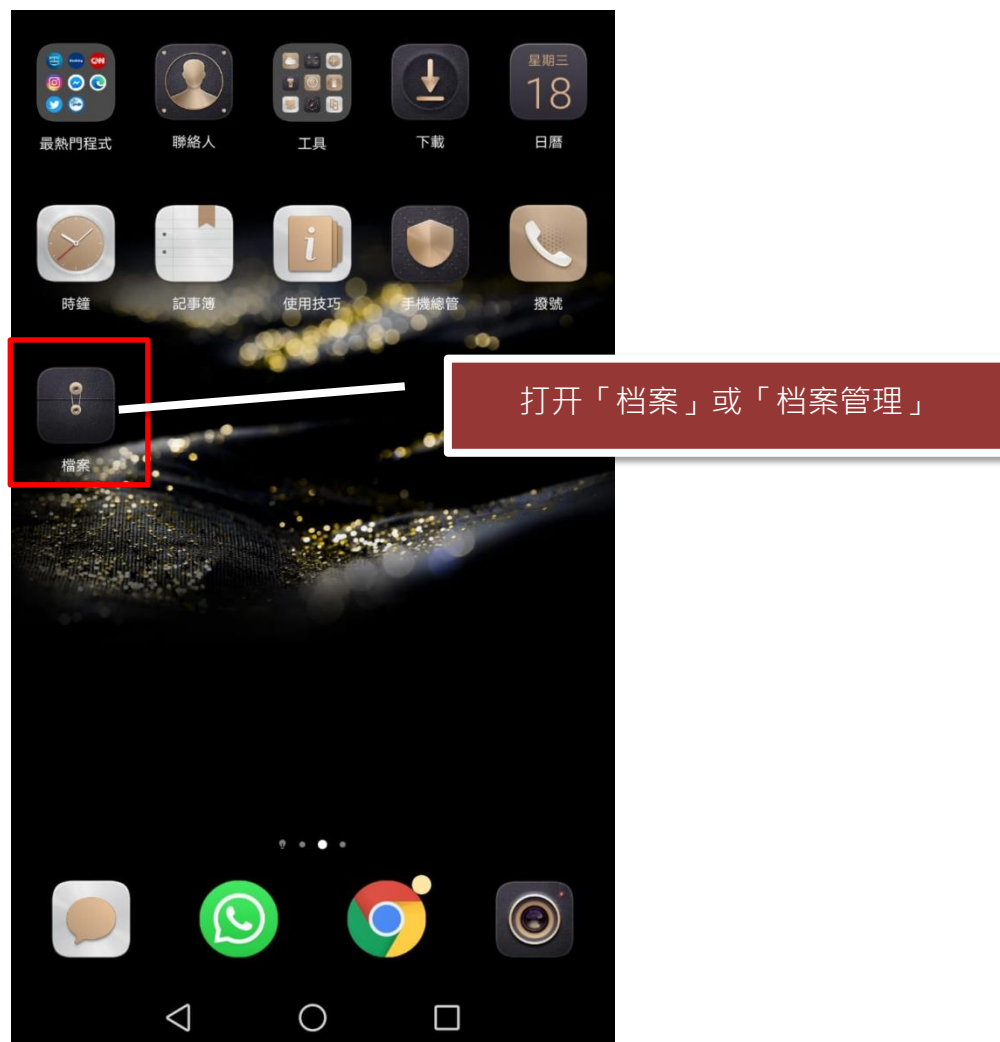 CNN
星期三
18
最熱門程式
聯絡人
工具
下載
日曆
i
時鐘
記事簿
使用技巧
手機總管
撥號
打开「档案」或「档案管理」
檔案